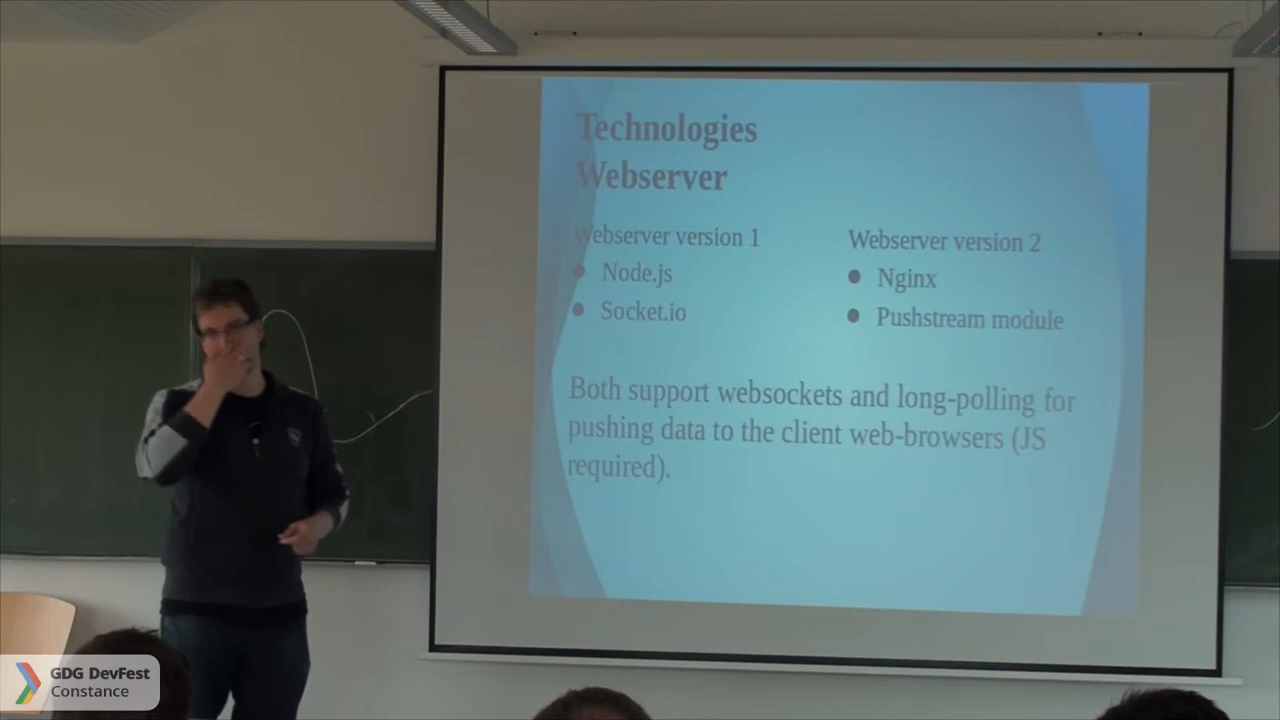 Technologies
Webserver
Webserver version 1
Node.js
Socket.io
Webserver version 2
Nginx
Pushstream module
Both support websockets and long-polling for
pushing data to the client web-browsers (JS
required).
GDG DevFest
Constance